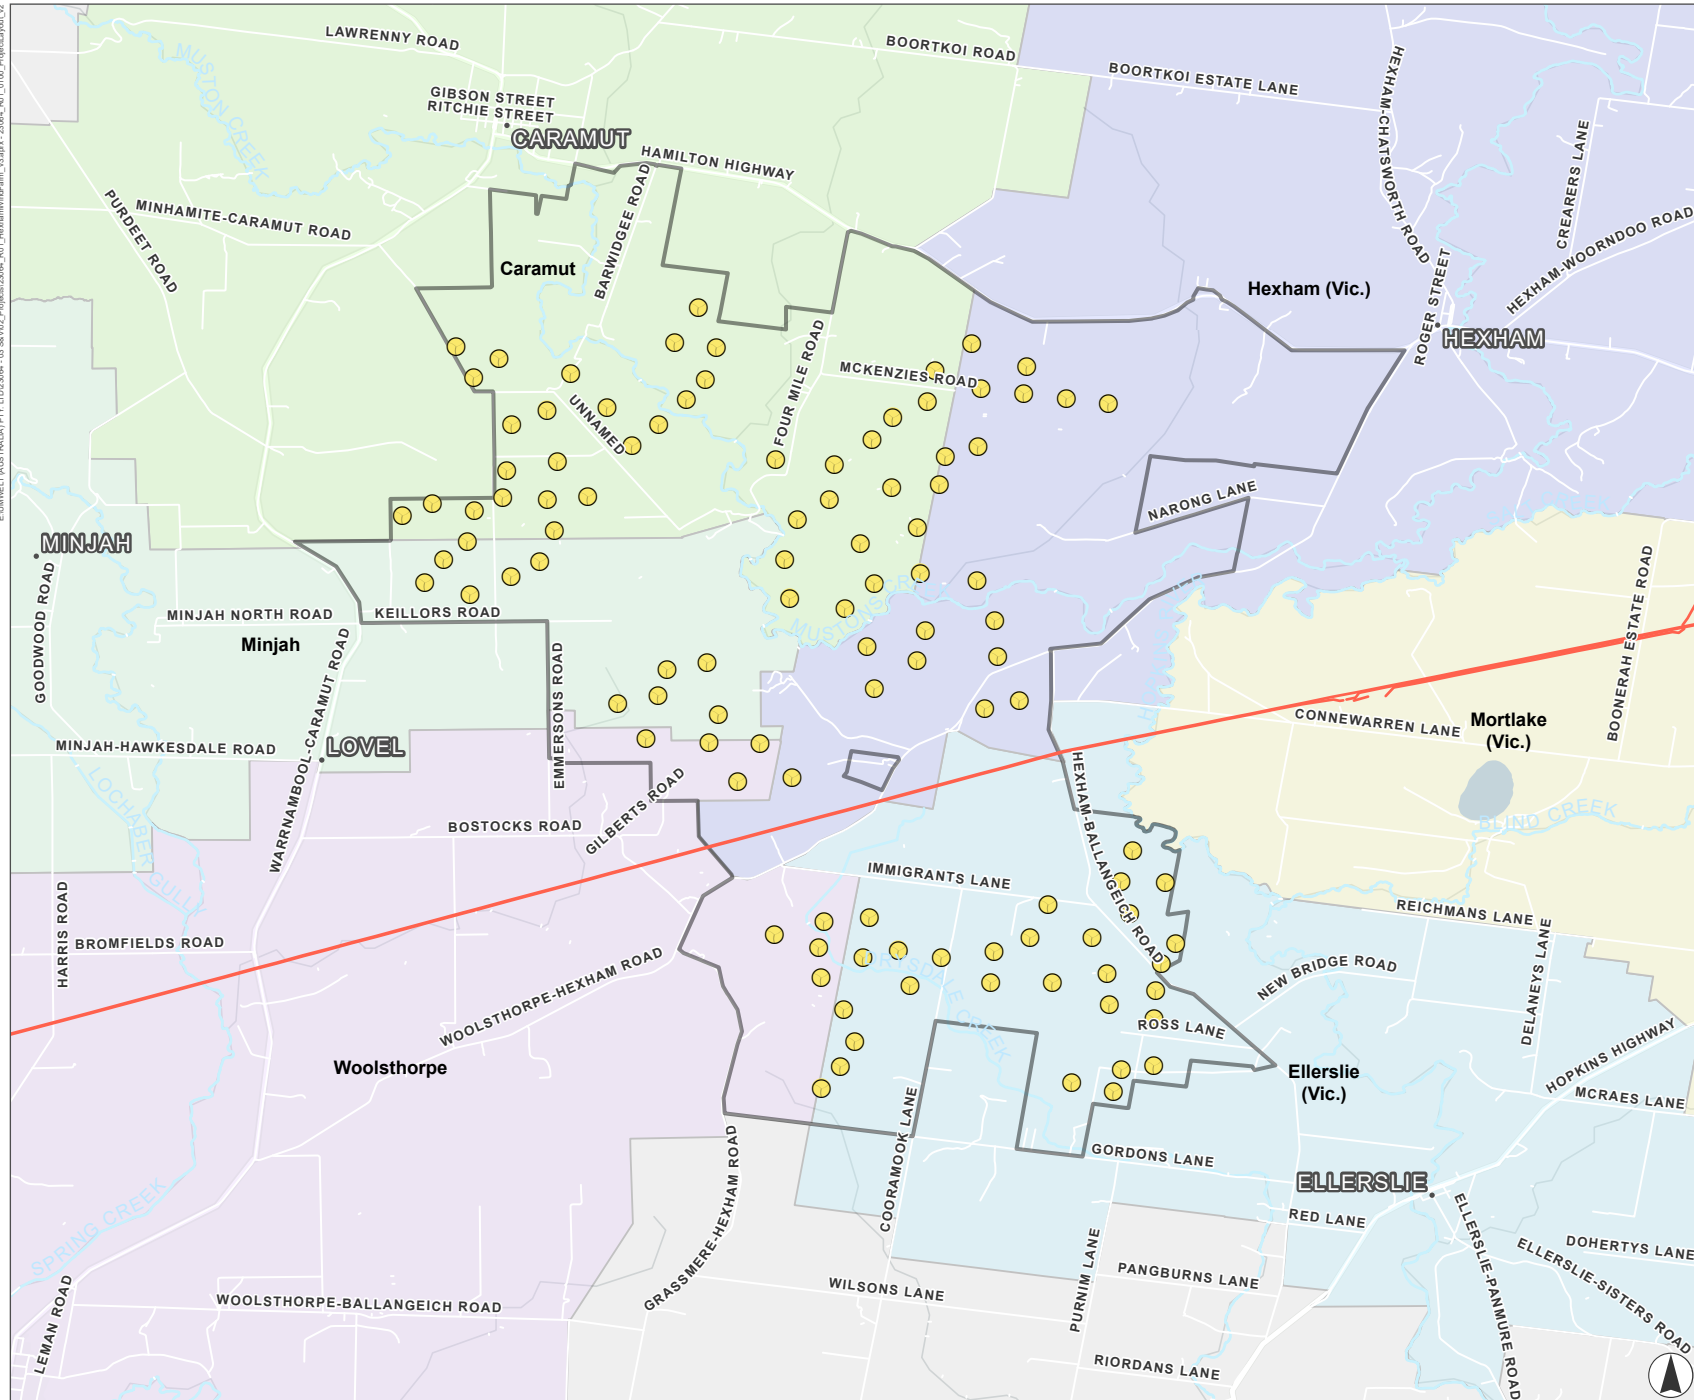 LAWRENNY ROAD
BOORTKOI ROAD
BOORTKOI ESTATE LANE
HEXHAM-CHATSWORTH ROAD
MUSTON CREEK
GIBSON STREET
RITCHIE STREET
CARAMUT
HAMILTON HIGHWAY
CREARERS LANE
PURDEET ROAD
MINHAMITE-CARAMUT ROAD
BARWIDGEE ROAD
HEXHAM-WOORNDOO ROAD
Caramut
Hexham (Vic.)
ROGER STREET
HEXHAM
FOUR MILE ROAD
MCKENZIES ROAD
UNNAMED
NARONG LANE
MINJAH
GOODWOOD ROAD
BOONERAH ESTATE ROAD
MINJAH NORTH ROAD
KEILLORS ROAD
MUSTONS CREEK
Minjah
WARRNAMBOOL-CARAMUT ROAD
EMMERSONS ROAD
CONNEWARREN LANE
Mortlake
(Vic.)
MINJAH-HAWKESDALE ROAD
LOVEL
LOCHABER GULLY
GILBERTS ROAD
HEXHAM-BALLANGEICH ROAD
BOSTOCKS ROAD
BLIND CREEK
IMMIGRANTS LANE
HARRIS ROAD
REICHMANS LANE
BROMFIELDS ROAD
WOOLSTHORPE-HEXHAM ROAD
NEW BRIDGE ROAD
DELANEYS LANE
ROSS LANE
Woolsthorpe
Ellerslie
(Vic.)
HOPKINS HIGHWAY
MCRAES LANE
COORAMOOK LANE
GORDONS LANE
SPRING CREEK
GRASSMERE-HEXHAM ROAD
ELLERSLIE
RED LANE
ELLERSLIE-PANMURE ROAD
DOHERTYS LANE
ELLERSLIE-SISTERS ROAD
PURNIM LANE
PANGBURNS LANE
WILSONS LANE
WOOLSTHORPE-BALLANGEICH ROAD
LEMAN ROAD
RIORDANS LANE